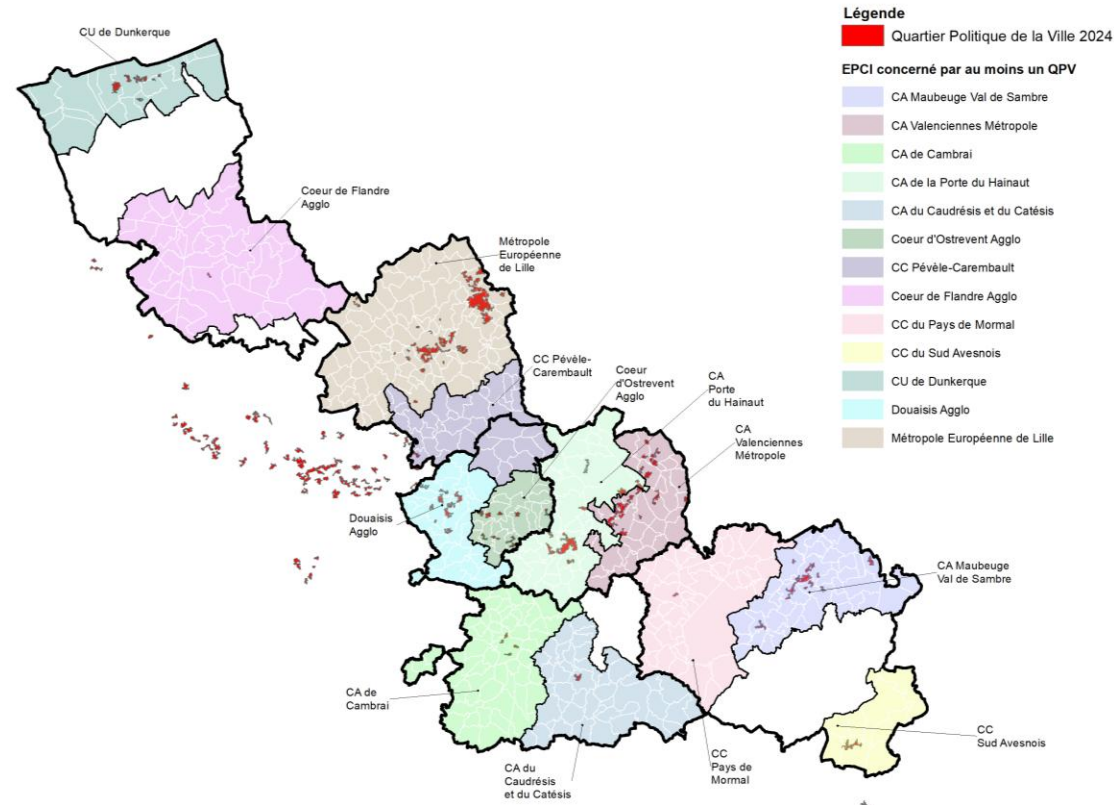 CU de Dunkerque
Coeur de Flandre
Agglo
Métropole
Européenne
de Lille
CC Pévèle-
Carembault
Coeur
d'Ostrevent
Agglo
CA
Porte
du Hainaut
CA
Valenciennes
Métropole
Douaisis
Agglo
CA Maubeuge
Val de Sambre
CA de
Cambrai
CA du
Caudrésis
et du Catésis
CC
Pays de
Mormal
CC
Sud Avesnois
Légende
Quartier Politique de la Ville 2024
EPCI concerné par au moins un QPV
CA Maubeuge Val de Sambre
CA Valenciennes Métropole
CA de Cambrai
CA de la Porte du Hainaut
CA du Caudrésis et du Catésis
Coeur d'Ostrevent Agglo
CC Pévèle-Carembault
Coeur de Flandre Agglo
CC du Pays de Mormal
CC du Sud Avesnois
CU de Dunkerque
Douaisis Agglo
Métropole Européenne de Lille